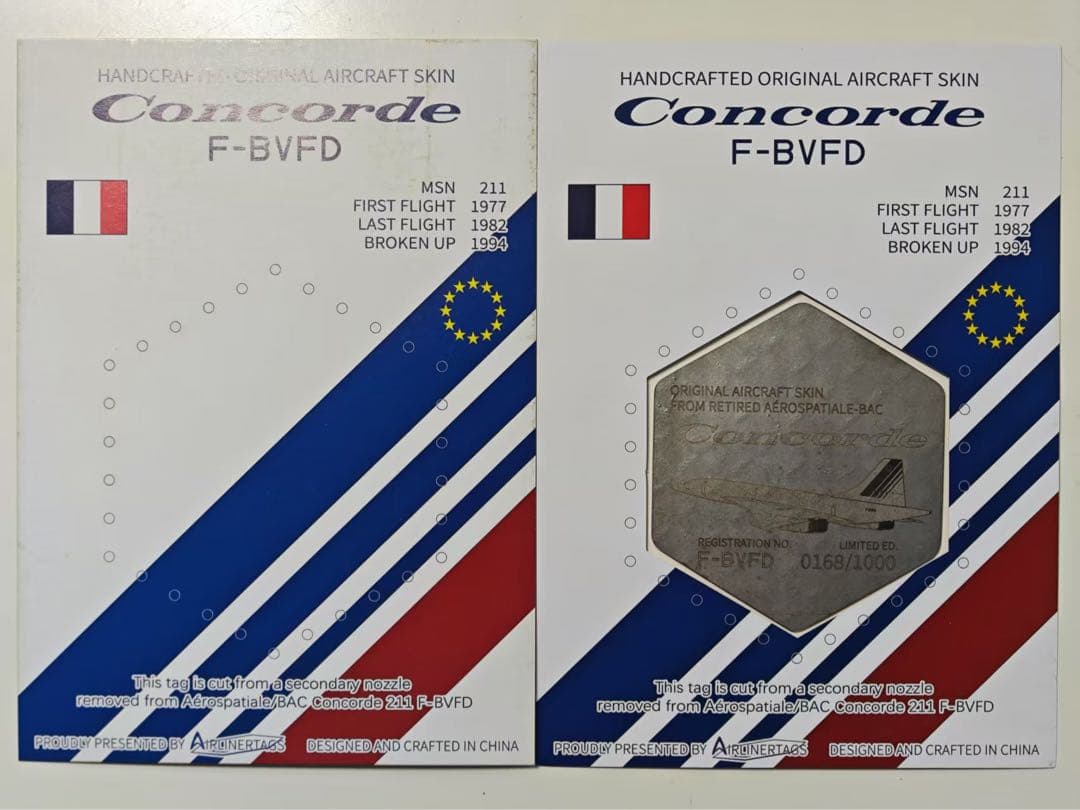 HANDCRAFTED ORIGINAL AIRCRAFT SKIN
Concorde
F-BVFD
MSN 211
FIRST FLIGHT 1977
LAST FLIGHT 1982
BROKEN UP 1994
This tag is cut from a secondary nozzle
removed from Aérospatiale/BAC Concorde 211 F-BVFD
PROUDLY PRESENTED BY AIRLINERTAGS DESIGNED AND CRAFTED IN CHINA
HANDCRAFTED ORIGINAL AIRCRAFT SKIN
Concorde
F-BVFD
MSN 211
FIRST FLIGHT 1977
LAST FLIGHT 1982
BROKEN UP 1994
ORIGINAL AIRCRAFT SKIN
FROM RETIRED AÉROSPATIALE-BAC
Concorde
REGISTRATION NO. LIMITED ED.
F-BVFD 0168/1000
This tag is cut from a secondary nozzle
removed from Aérospatiale/BAC Concorde 211 F-BVFD
PROUDLY PRESENTED BY AIRLINERTAGS DESIGNED AND CRAFTED IN CHINA